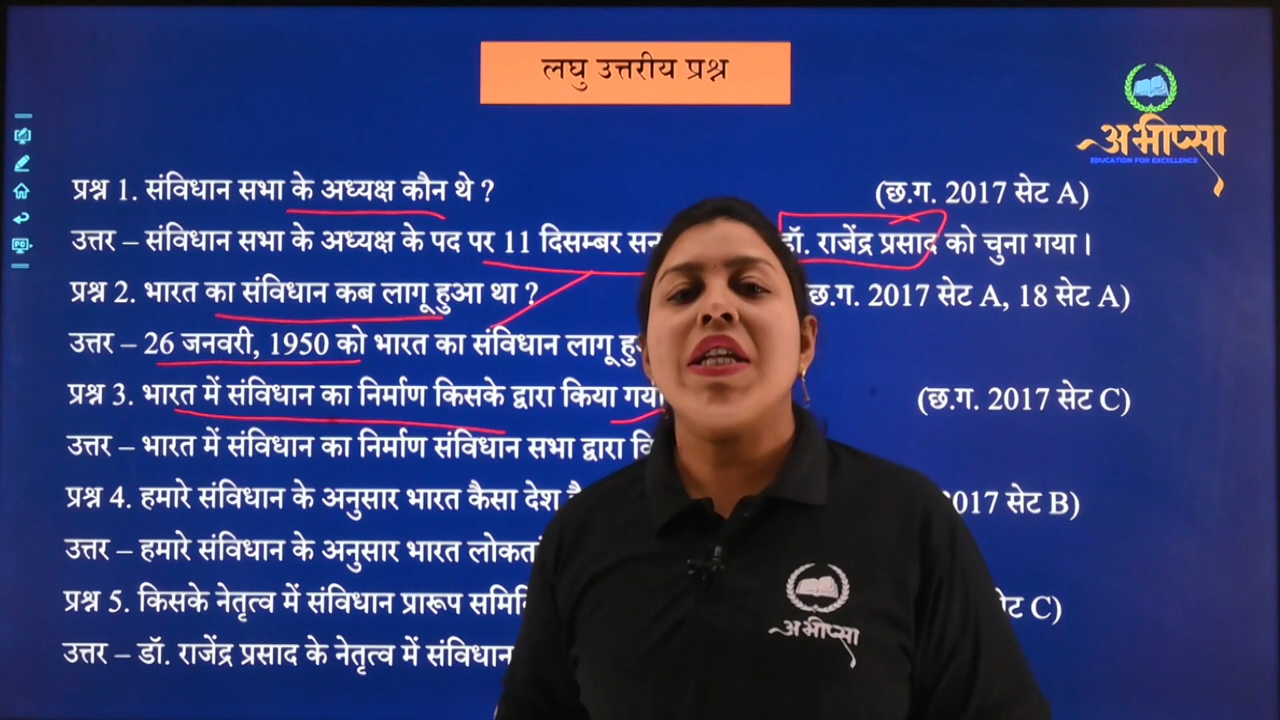 लघु उत्तरीय प्रश्न
अभीप्सा
EDUCATION FOR EXCELLENCE
प्रश्न 1. संविधान सभा के अध्यक्ष कौन थे ? (छ.ग. 2017 सेट A)
उत्तर – संविधान सभा के अध्यक्ष के पद पर 11 दिसम्बर डॉ. राजेंद्र प्रसाद को चुना गया।
प्रश्न 2. भारत का संविधान कब लागू हुआ था ? छ.ग. 2017 सेट A, 18 सेट A)
उत्तर – 26 जनवरी, 1950 को भारत का संविधान लागू
प्रश्न 3. भारत में संविधान का निर्माण किसके द्वारा किया गया (छ.ग. 2017 सेट C)
उत्तर – भारत में संविधान का निर्माण संविधान सभा द्वारा
प्रश्न 4. हमारे संविधान के अनुसार भारत कैसा देश 2017 सेट B)
उत्तर – हमारे संविधान के अनुसार भारत
प्रश्न 5. किसके नेतृत्व में संविधान प्रारूप सेट C)
उत्तर – डॉ. राजेंद्र प्रसाद के नेतृत्व में संविधान
अभीप्सा